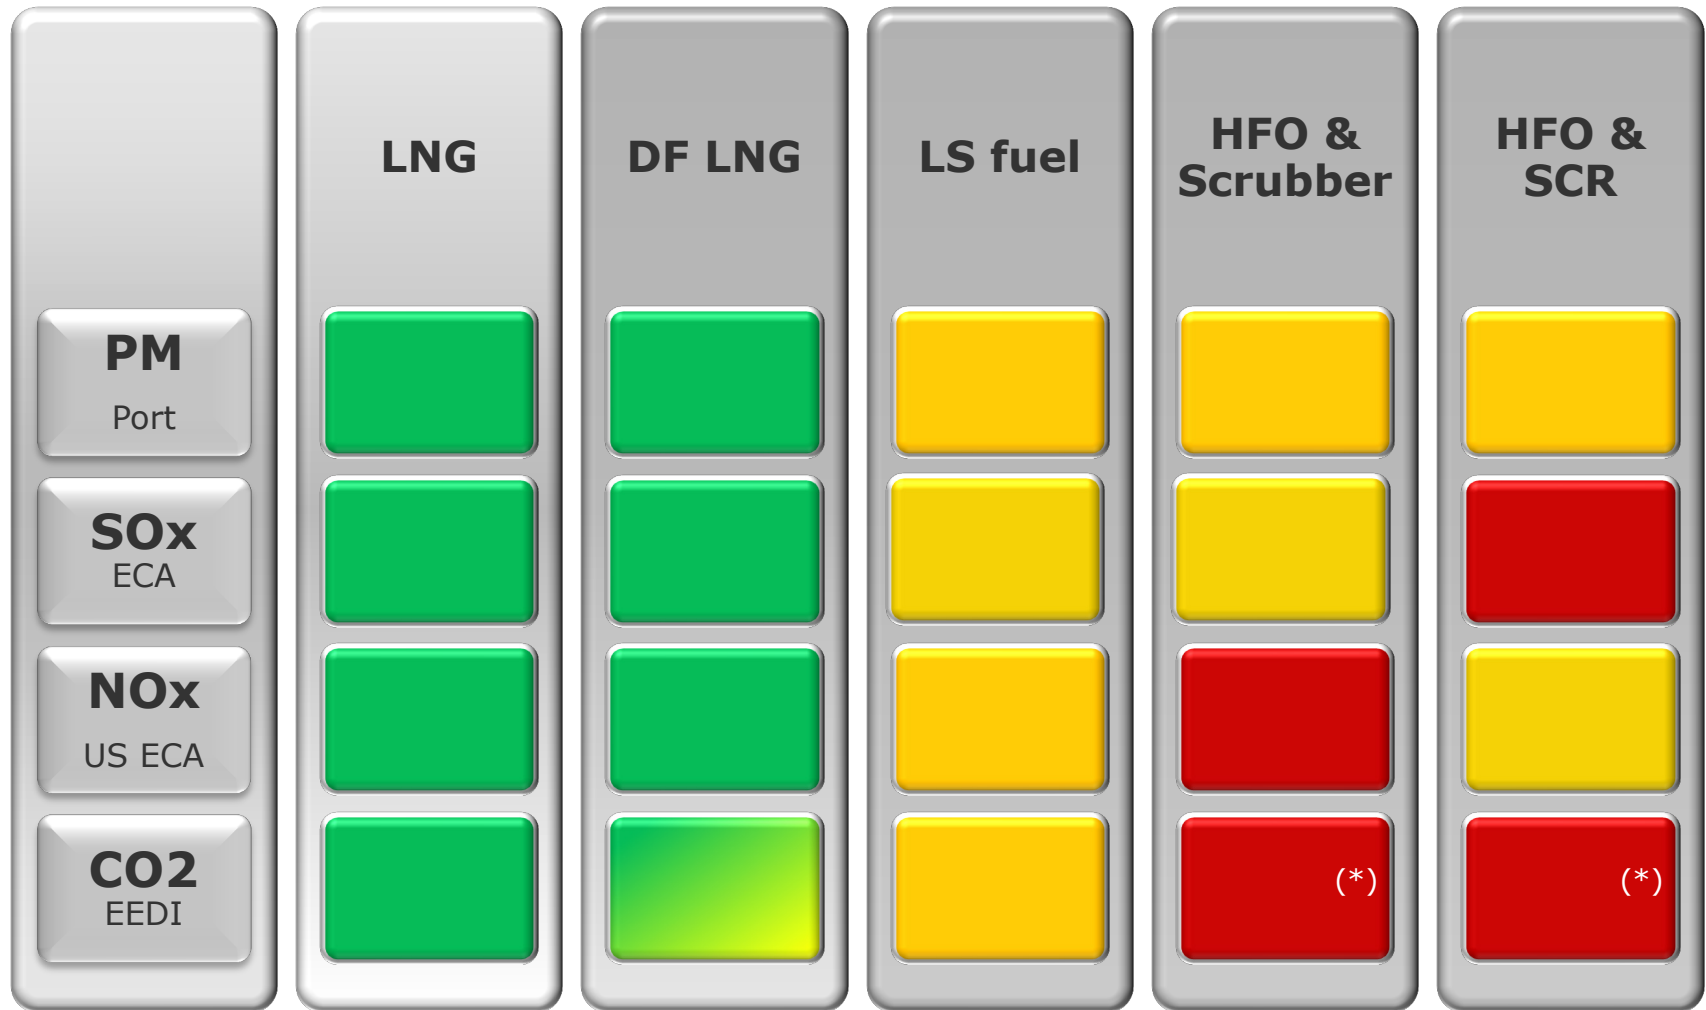 LNG
DF LNG
LS fuel
HFO &
Scrubber
HFO &
SCR
PM
Port
SOx
ECA
NOx
US ECA
CO2
EEDI
(*)
(*)